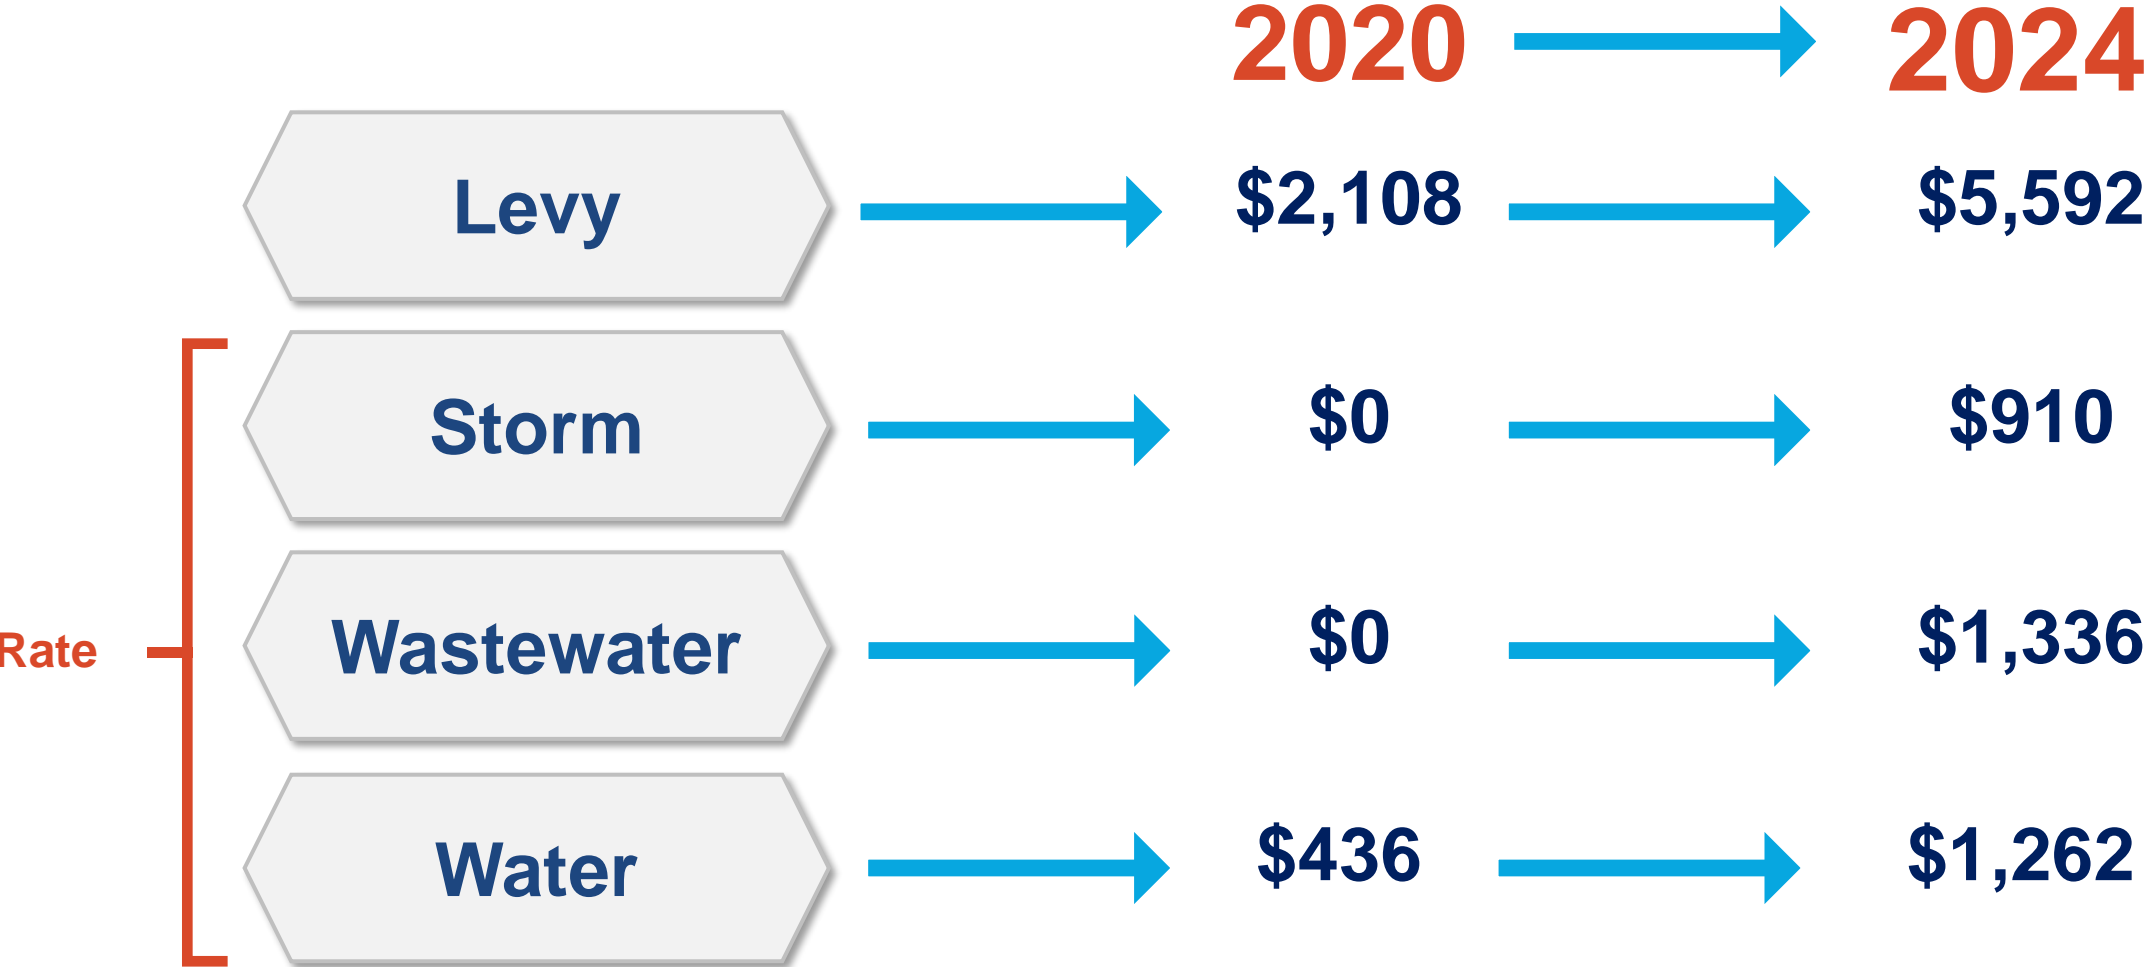 2020 2024
Levy $2,108 $5,592
Storm $0 $910
Wastewater $0 $1,336
Rate
Water $436 $1,262